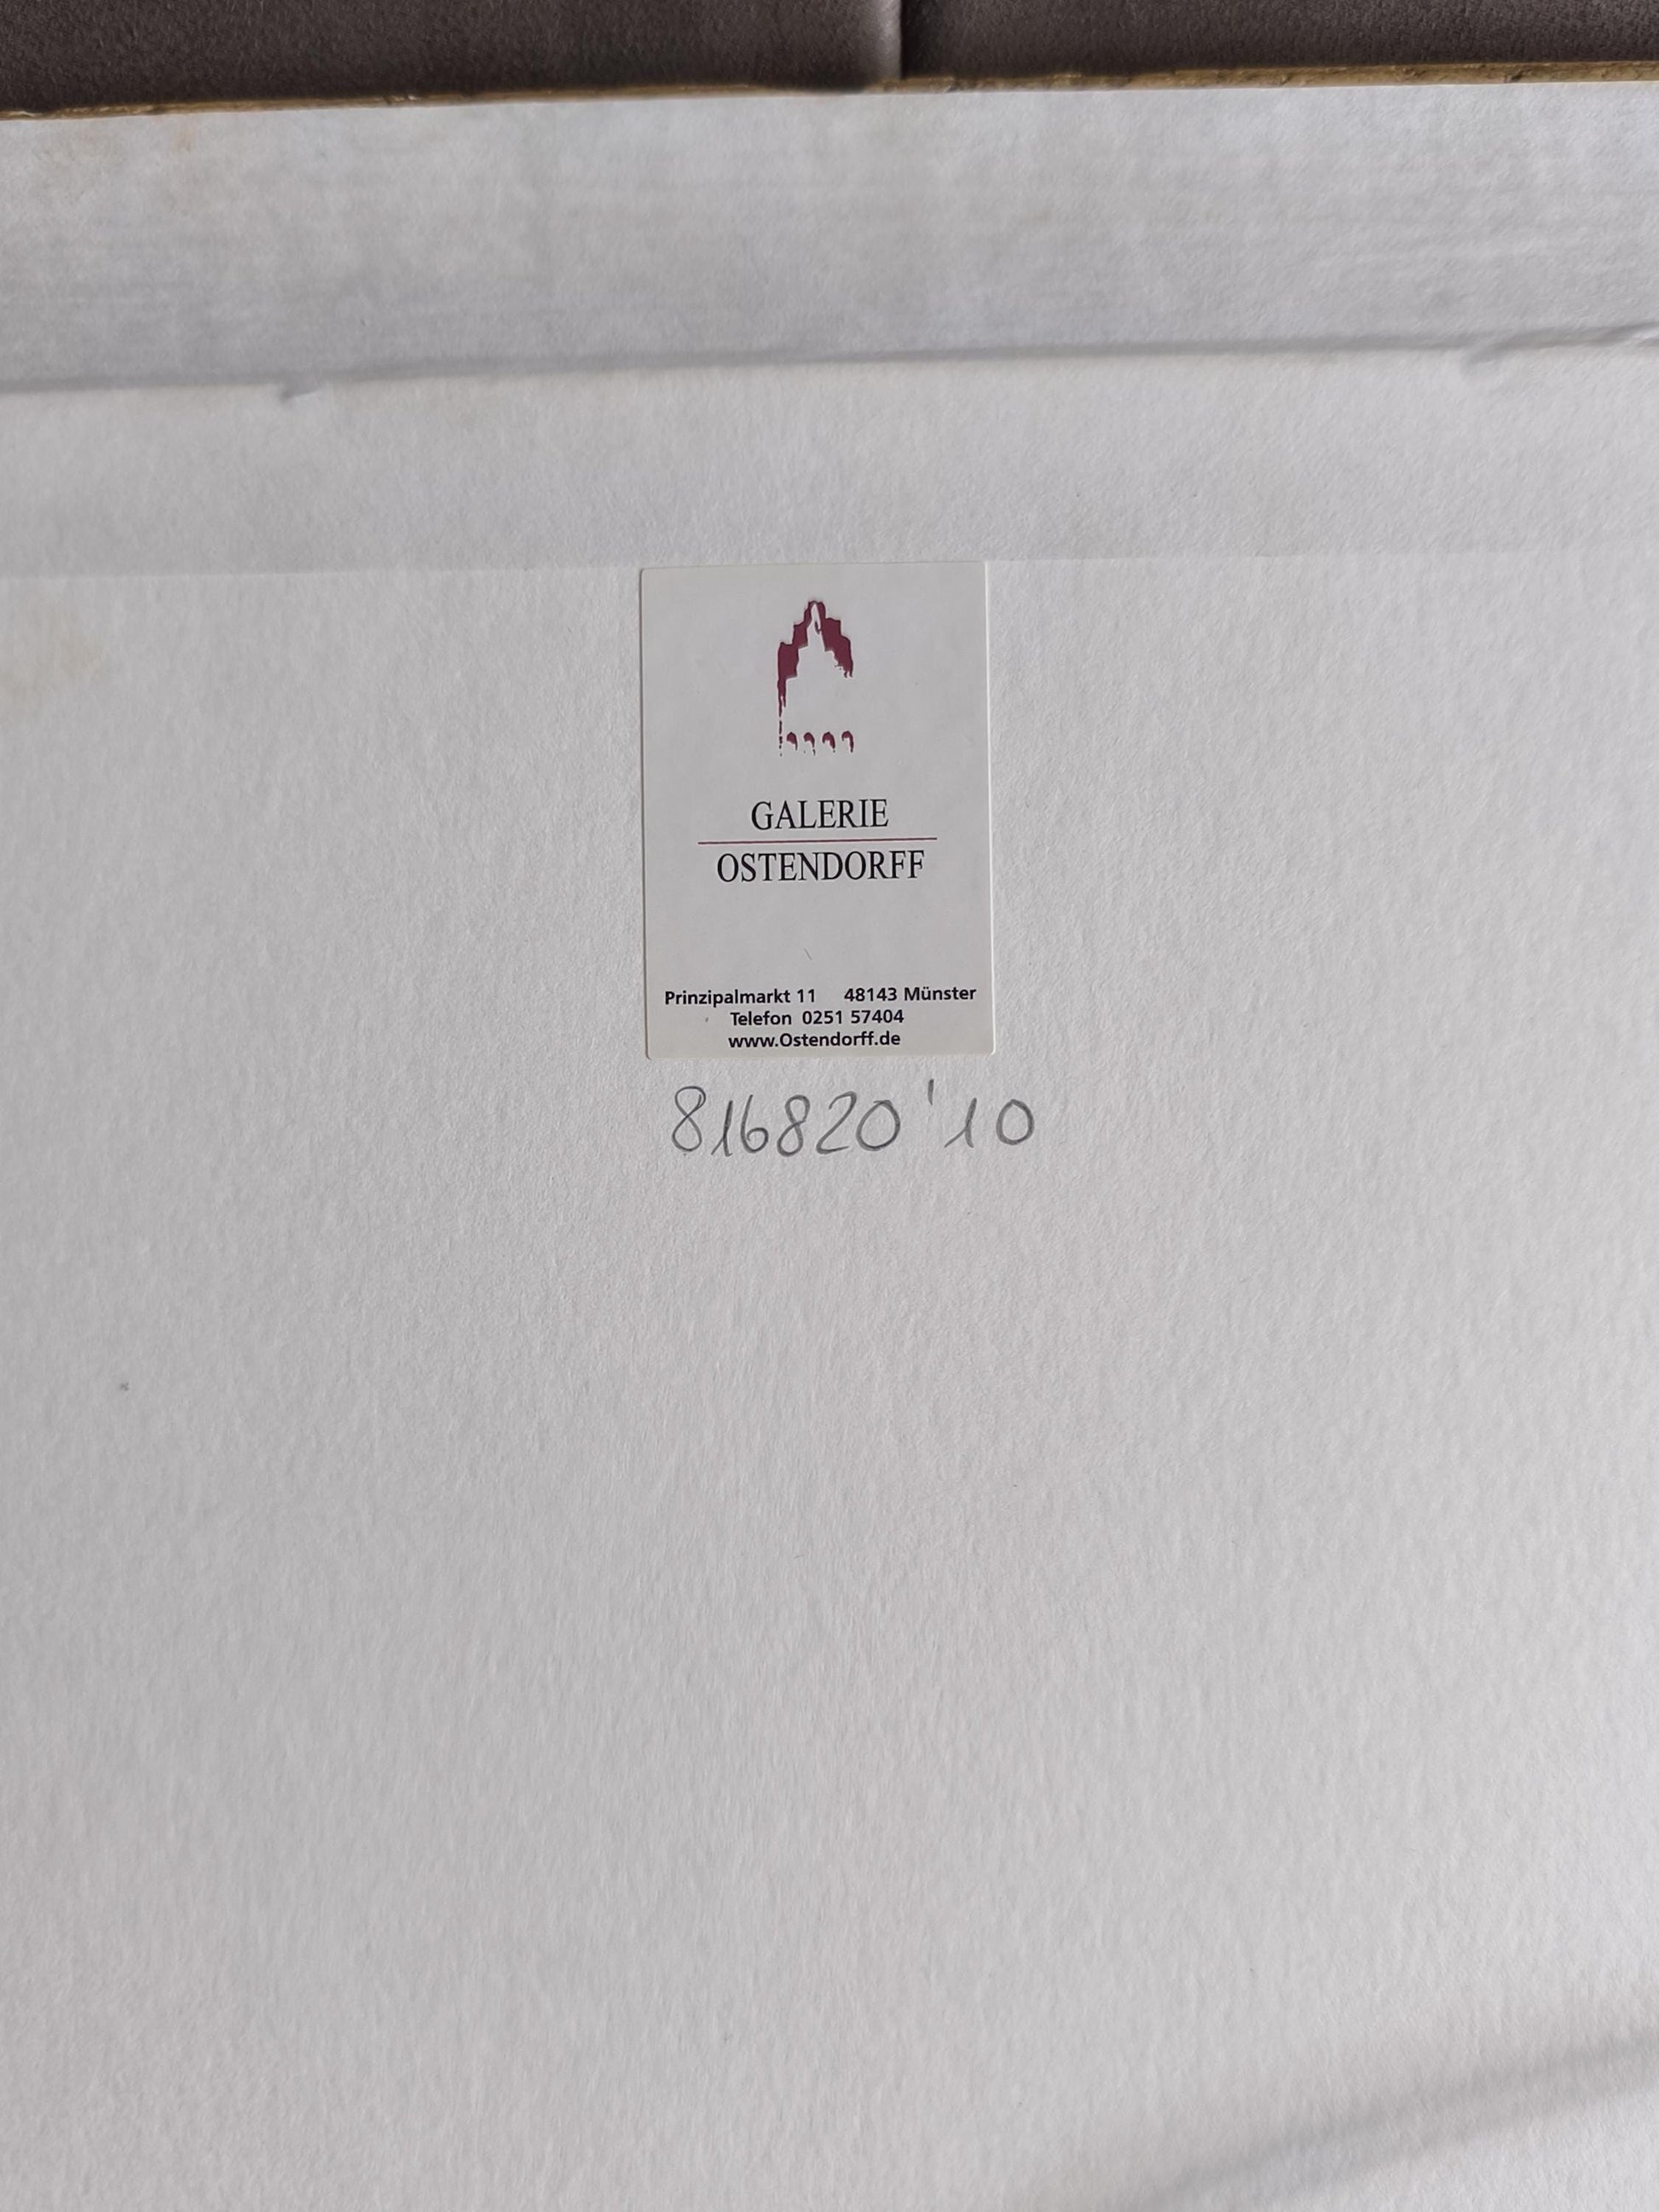 GALERIE
OSTENDORFF
Prinzipalmarkt 11 48143 Münster
Telefon 0251 57404
www.Ostendorff.de
816820'10